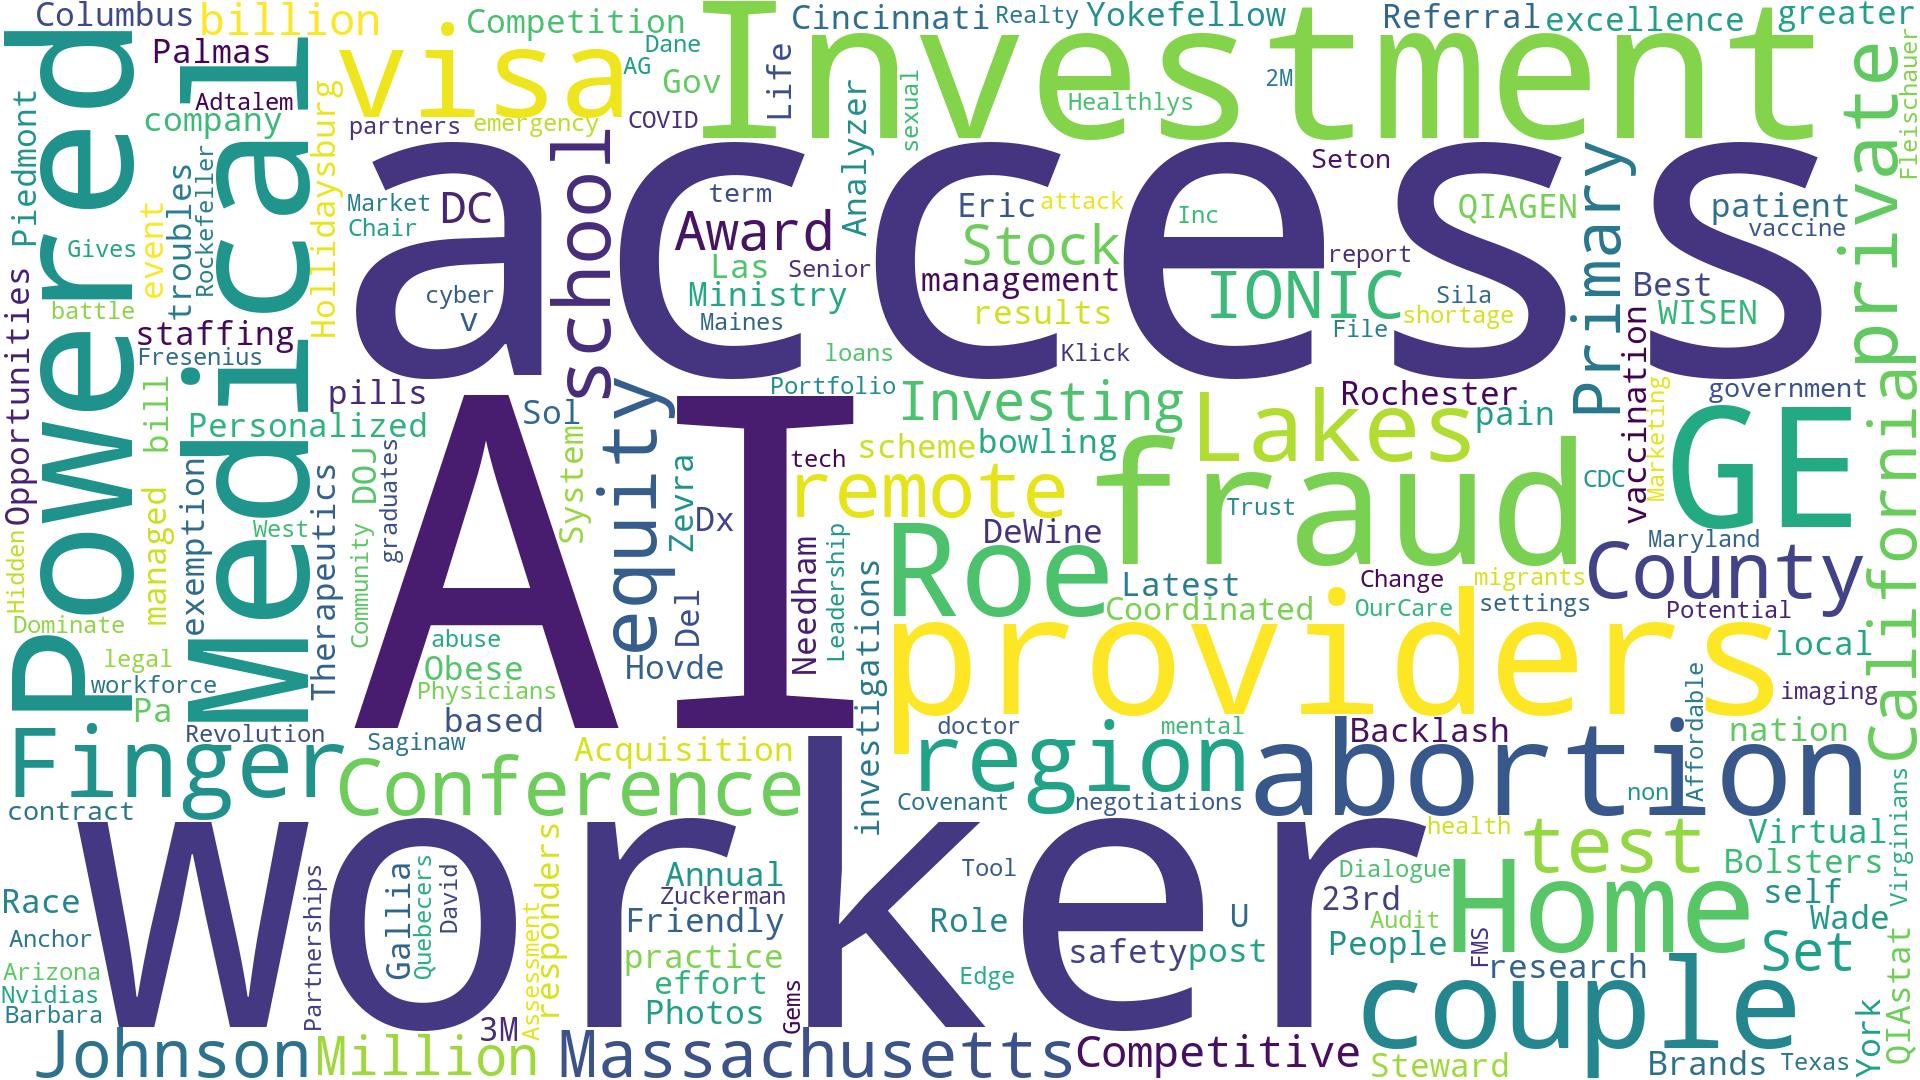 Columbus
billion
Competition
Cincinnati
Realty
Yokefellow
Referral
excellence
greater
Palmas
visa
Dane
AG
Gov
Life
Investment
2M
Healthlys
Adtalem
company
partners
emergency
COVID
Analyzer
sexual
private
Fleischauer
Powered
Medical
Piedmont
troubles
Rockefeller
Hollidaysburg
event
Gives
battle
staffing
Fresenius
access
school
Market
Chair
DC
cyber
v
term
Award
Las
Senior
Ministry
Maines
Eric
attack
Stock
management
results
Inc
Seton
report
IONIC
File
QIAGEN
Sila
shortage
Primary
patient
vaccine
Best
WISEN
loans
Klick
Opportunities
bill
pills
Personalized
Sol
Portfolio
Investing
Lakes
Rochester
pain
vaccination
government
Marketing
GE
California
Hidden
Dominate
managed
exemption
West
Therapeutics
DOJ
Community
graduates
AI
System
equity
Zevra
Dx
Del
tech
scheme
bowling
remote
fraud
CDC
Trust
Needham
Leadership
DeWine
Roe
Latest
Coordinated
Maryland
County
Change
migrants
OurCare
settings
Potential
local
abuse
Obese
Physicians
based
Hovde
investigations
providers
imaging
legal
workforce
Pa
Revolution
Saginaw
Acquisition
doctor
mental
Backlash
Affordable
nation
Finger
Conference
region
abortion
non
Covenant
negotiations
contract
Worker
health
test
Virtual
Virginians
Bolsters
Race
Anchor
Arizona
Nvidias
Barbara
Partnerships
Gallia
Quebecers
David
Assessment
responders
3M
Annual
Zuckerman
Friendly
practice
effort
Photos
Gems
Tool
Role
Edge
U
safety
post
Dialogue
23rd
Audit
People
FMS
Home
research
self
Wade
Set
QIAstat
couple
Johnson
Million
Massachusetts
Competitive
Steward
Brands
Texas
York